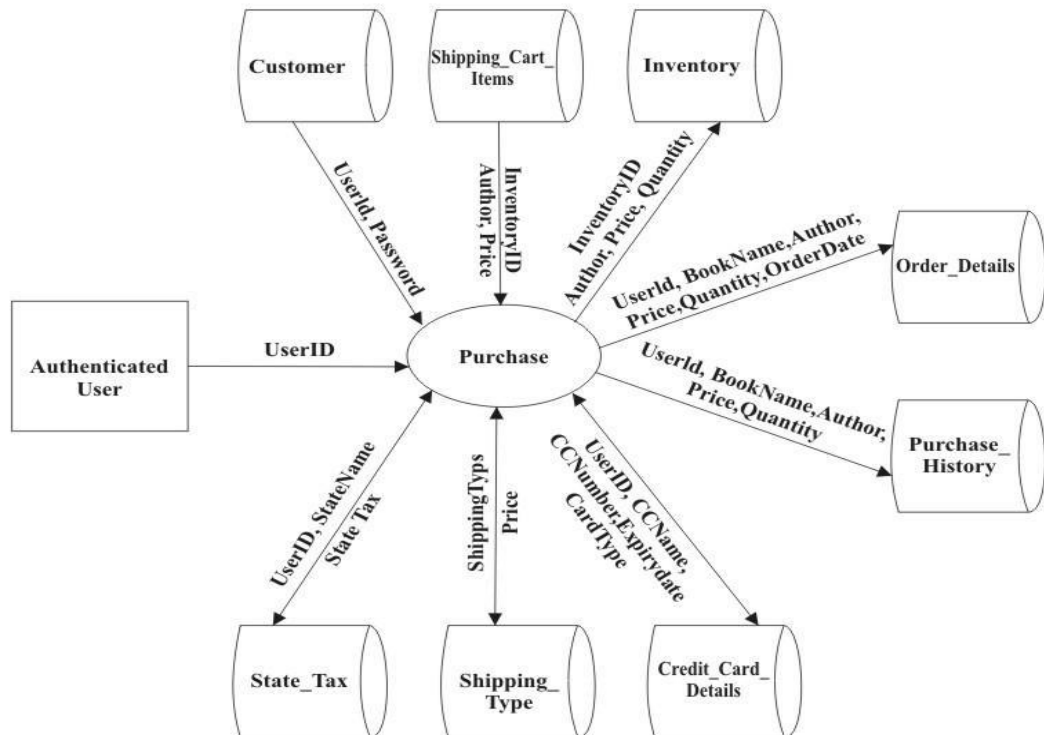 Customer
Shipping_Cart_
Items
Inventory
UserId, Password
InventoryID
Author, Price
InventoryID
Author, Price, Quantity
UserId, BookName,Author,
Price,Quantity,OrderDate
Order_Details
Authenticated
User
UserID
Purchase
UserId, BookName,Author,
Price,Quantity
Purchase_
History
UserID, StateName
State Tax
ShippingTyps
Price
UserID, CCName,
CCNumber,Expirydate
CardType
State_Tax
Shipping_
Type
Credit_Card_
Details